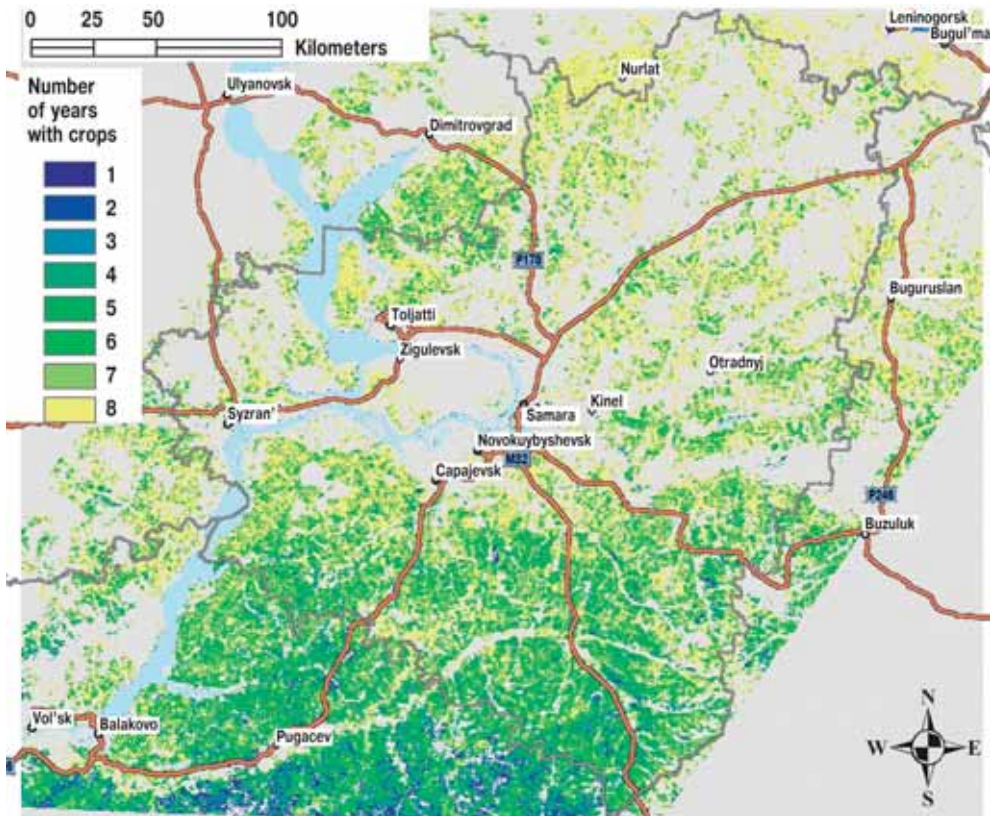 0 25 50 100
Kilometers
Number
of years
with crops
1
2
3
4
5
6
7
8
Leninogorsk
Bugul'ma
Nurlat
Ulyanovsk
Dimitrovgrad
P178
Buguruslan
Toljatti
Zigulevsk
Otradnyj
Syzran'
Samara
Kinel
Novokuybyshevsk
M32
Capajevsk
P246
Buzuluk
Vol'sk
Balakovo
Pugacev
N
W E
S